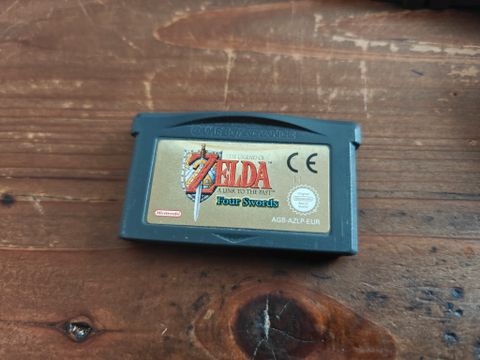 GAME BOY ADVANCE
THE LEGEND OF
ZELDA
A LINK TO THE PAST
Four Swords
CE
Nintendo
AGB-AZLP-EUR